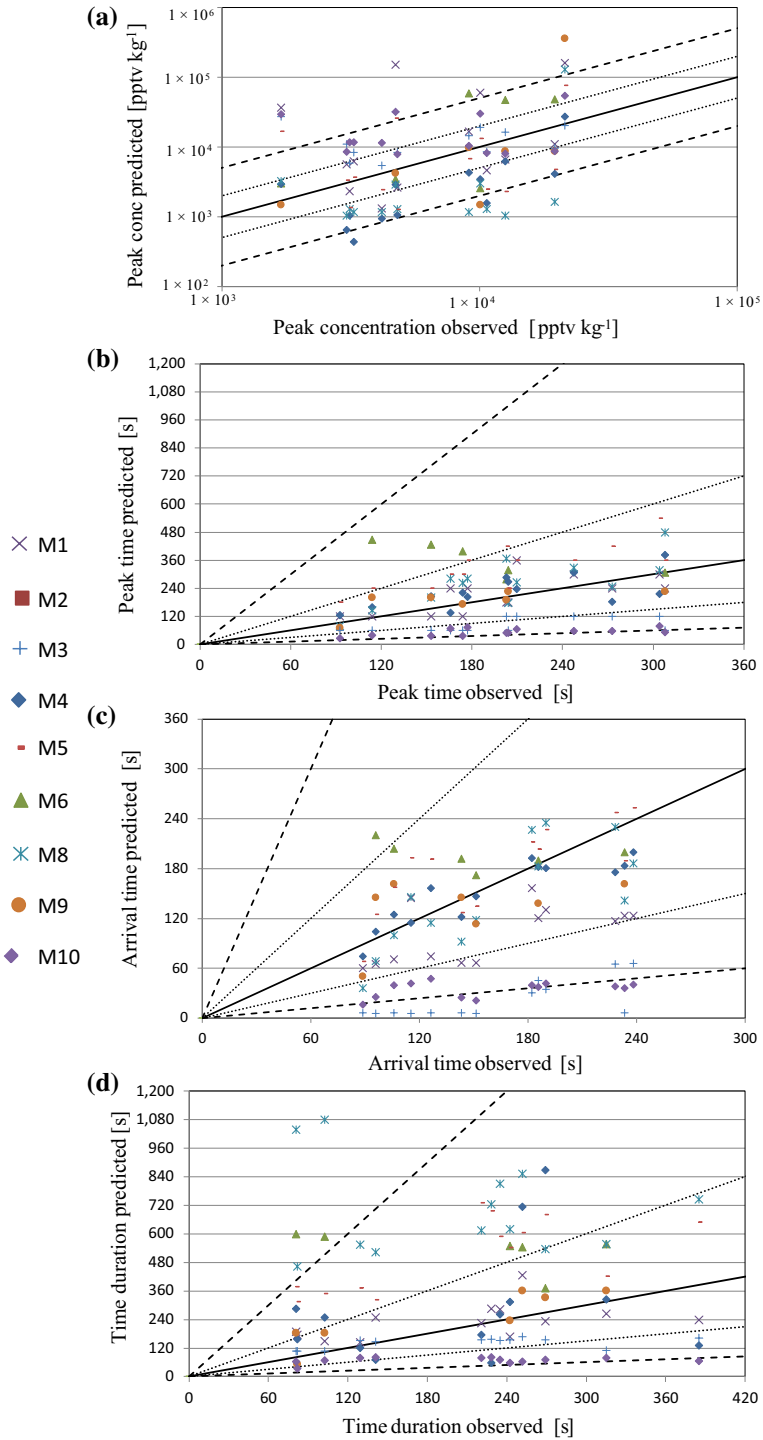 (a)
Peak conc predicted [pptv kg-1]
1 × 10⁶
1 × 10⁵
1 × 10⁴
1 × 10³
1 × 10²
1 × 10³
1 × 10⁴
1 × 10⁵
Peak concentration observed [pptv kg-1]
(b)
Peak time predicted [s]
1,200
1,080
960
840
720
600
480
360
240
120
0
0 60 120 180 240 300 360
Peak time observed [s]
M1
M2
M3
M4
M5
M6
M8
M9
M10
(c)
Arrival time predicted [s]
360
300
240
180
120
60
0
0 60 120 180 240 300
Arrival time observed [s]
(d)
Time duration predicted [s]
1,200
1,080
960
840
720
600
480
360
240
120
0
0 60 120 180 240 300 360 420
Time duration observed [s]